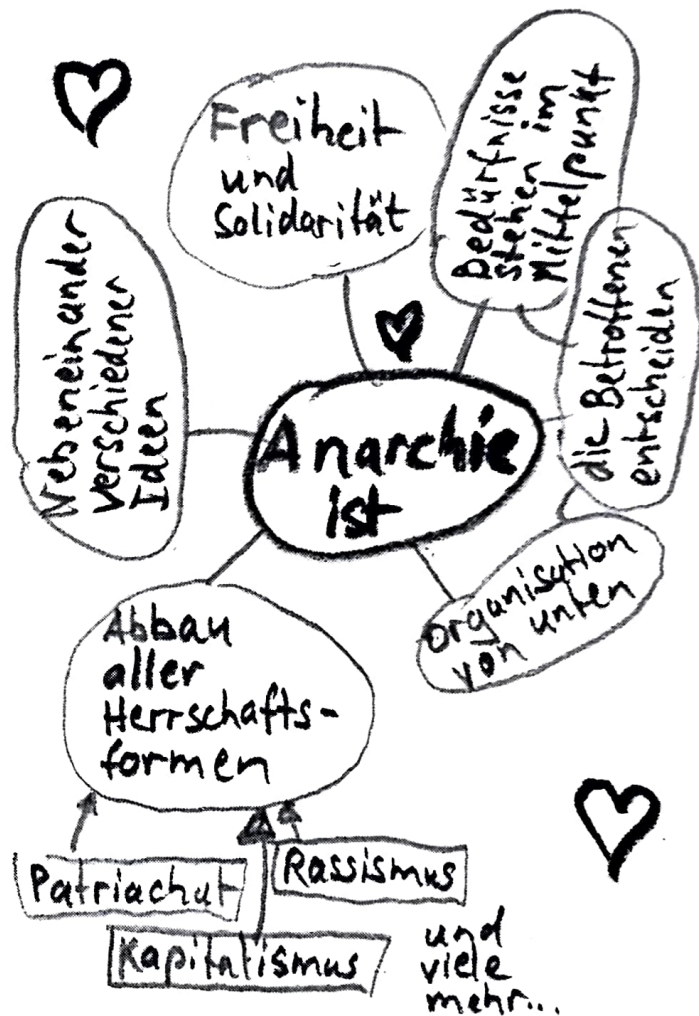 Freiheit
und
Solidarität
Bedürfnisse
stehen im
Mittelpunkt
Nebeneinander
verschiedener
Ideen
die Betroffenen
entscheiden
Anarchie
ist
organisation
von unten
Abbau
aller
Herrschafts-
formen
Patriachat
Rassismus
Kapitalismus
und
viele
mehr...